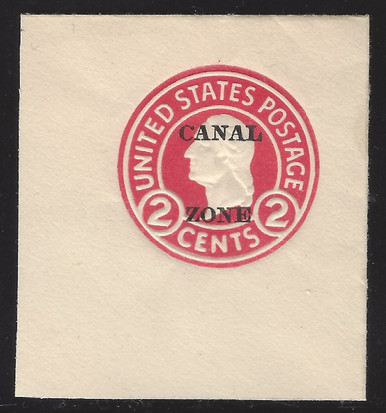 UNITED STATES POSTAGE
CANAL
ZONE
2 CENTS 2